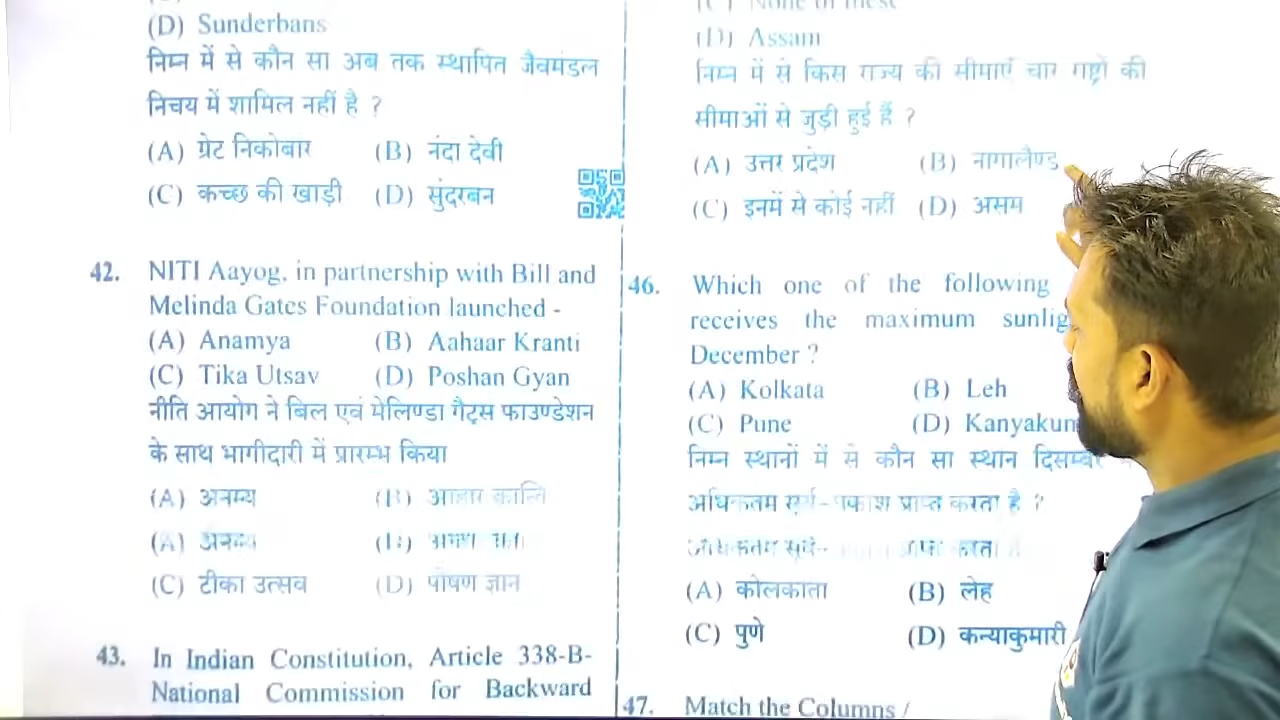 (D) Sunderbans
निम्न में से कौन सा अब तक स्थापित जैवमंडल
निचय में शामिल नहीं है ?
(A) ग्रेट निकोबार (B) नंदा देवी
(C) कच्छ की खाड़ी (D) सुंदरबन
42. NITI Aayog, in partnership with Bill and
Melinda Gates Foundation launched -
(A) Anamya (B) Aahaar Kranti
(C) Tika Utsav (D) Poshan Gyan
नीति आयोग ने बिल एवं मेलिण्डा गैट्स फाउण्डेशन
के साथ भागीदारी में प्रारम्भ किया
(A) अनम्य (B) आहार क्रान्ति
(A)
(C) टीका उत्सव (D) पोषण ज्ञान
43. In Indian Constitution, Article 338-B-
National Commission for Backward
(C) None of these
(D) Assam
निम्न में से किस राज्य की सीमाएँ चार राष्ट्रों की
सीमाओं से जुड़ी हुई हैं ?
(A) उत्तर प्रदेश (B) नागालैण्ड
(C) इनमें से कोई नहीं (D) असम
46. Which one of the following
receives the maximum
December ?
(A) Kolkata (B) Leh
(C) Pune (D)
निम्न स्थानों में से कौन सा स्थान
अधिकतम सूर्य-प्रकाश प्राप्त करता है ?
(A) कोलकाता (B) लेह
(C) पुणे (D) कन्याकुमारी
47. Match the Columns /